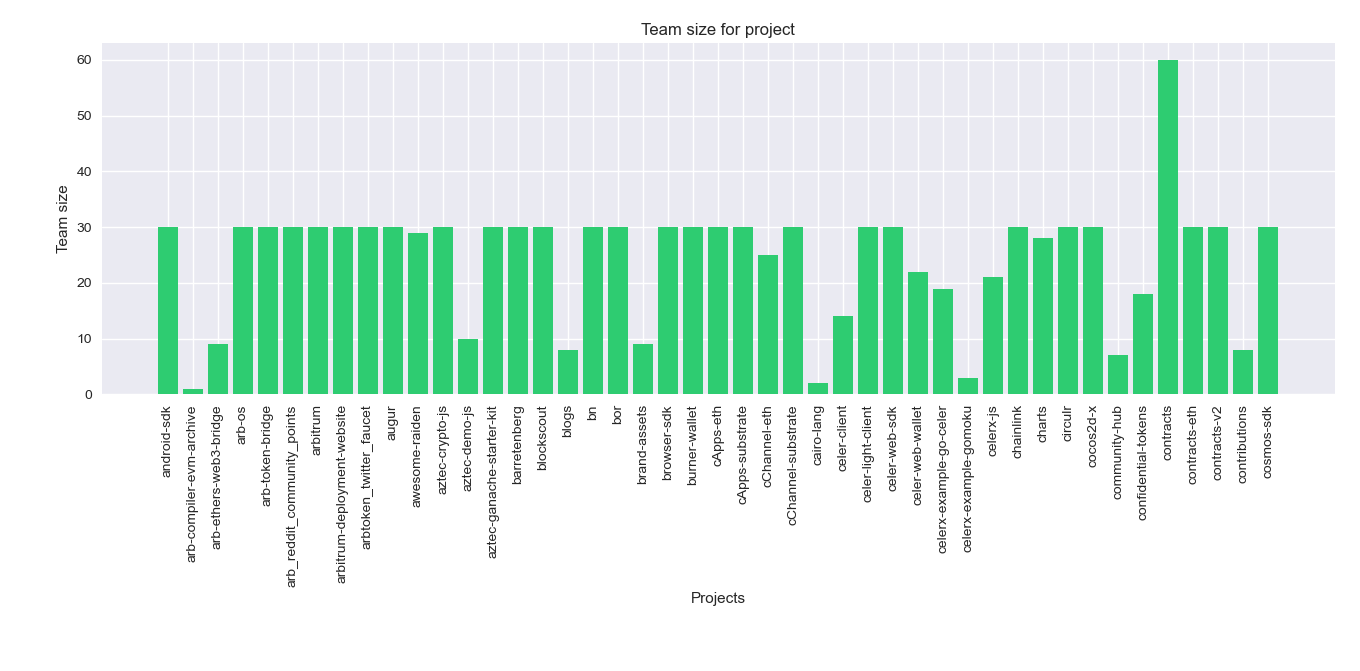 Team size for project
Team size
60
50
40
30
20
10
0
android-sdk
arb-compiler-evm-archive
arb-ethers-web3-bridge
arb-os
arb-token-bridge
arb_reddit_community_points
arbitrum
arbitrum-deployment-website
arbtoken_twitter_faucet
augur
awesome-raiden
aztec-crypto-js
aztec-demo-js
aztec-ganache-starter-kit
barretenberg
blockscout
blogs
bn
bor
brand-assets
browser-sdk
burner-wallet
cApps-eth
cApps-substrate
cChannel-eth
cChannel-substrate
cairo-lang
celer-client
celer-light-client
celer-web-sdk
celer-web-wallet
celerx-example-go-celer
celerx-example-gomoku
celerx-js
chainlink
charts
circulr
cocos2d-x
community-hub
confidential-tokens
contracts
contracts-eth
contracts-v2
contributions
cosmos-sdk
Projects